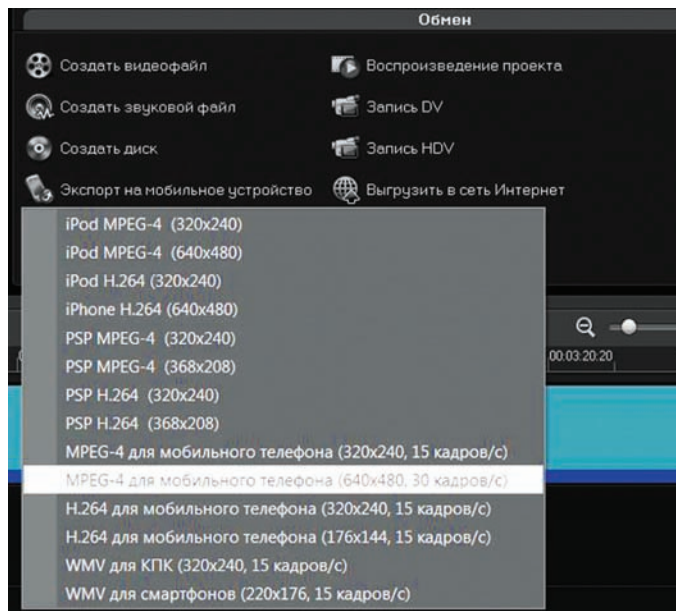 Обмен
Создать видеофайл
Воспроизведение проекта
Создать звуковой файл
Запись DV
Создать диск
Запись HDV
Экспорт на мобильное устройство
Выгрузить в сеть Интернет
iPod MPEG-4 (320x240)
iPod MPEG-4 (640x480)
iPod H.264 (320x240)
iPhone H.264 (640x480)
PSP MPEG-4 (320x240)
PSP MPEG-4 (368x208)
PSP H.264 (320x240)
PSP H.264 (368x208)
MPEG-4 для мобильного телефона (320x240, 15 кадров/с)
MPEG-4 для мобильного телефона (640x480, 30 кадров/с)
H.264 для мобильного телефона (320x240, 15 кадров/с)
H.264 для мобильного телефона (176x144, 15 кадров/с)
WMV для КПК (320x240, 15 кадров/с)
WMV для смартфонов (220x176, 15 кадров/с)
00:03:20:20